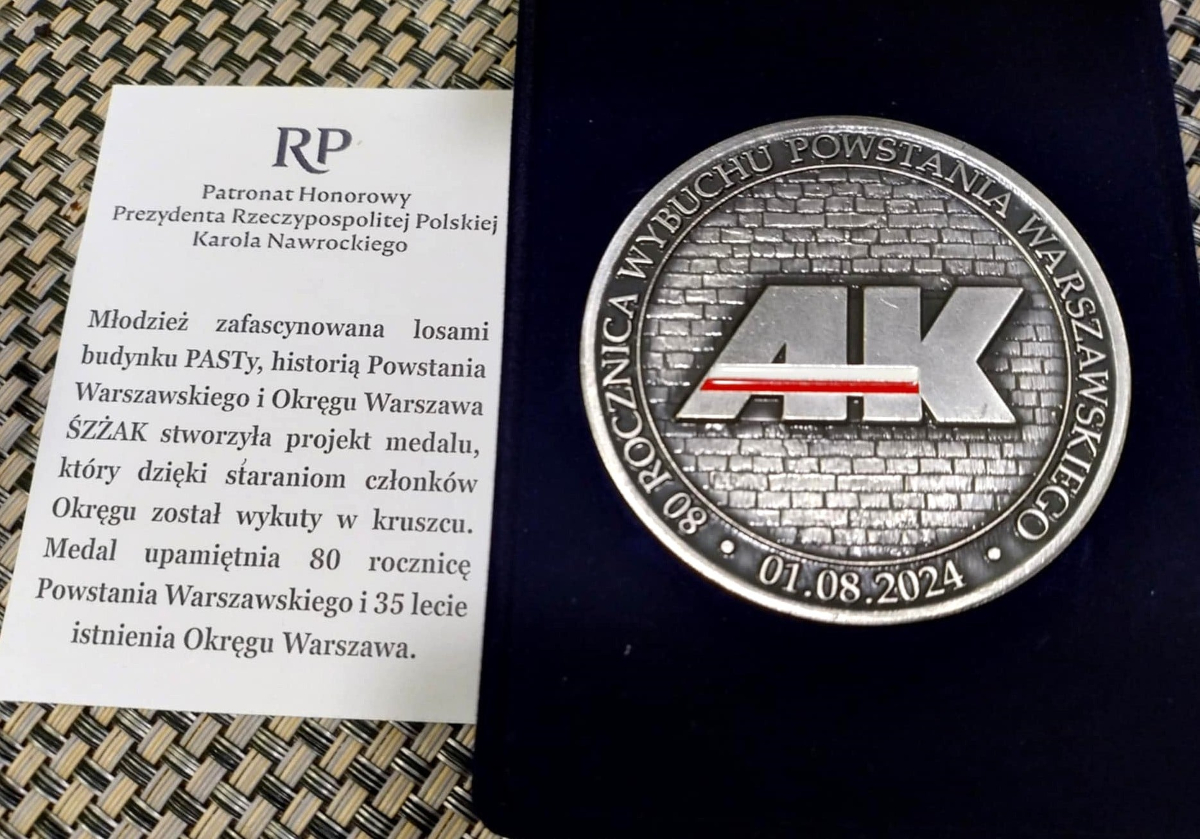 RP
Patronat Honorowy
Prezydenta Rzeczypospolitej Polskiej
Karola Nawrockiego
Młodzież zafascynowana losami
budynku PASTy, historią Powstania
Warszawskiego i Okręgu Warszawa
ŚZŻAK stworzyła projekt medalu,
który dzięki staraniom członków
Okręgu został wykuty w kruszcu.
Medal upamiętnia 80 rocznicę
Powstania Warszawskiego i 35 lecie
istnienia Okręgu Warszawa.
80 ROCZNICA WYBUCHU POWSTANIA WARSZAWSKIEGO
AK
• 01.08.2024 •